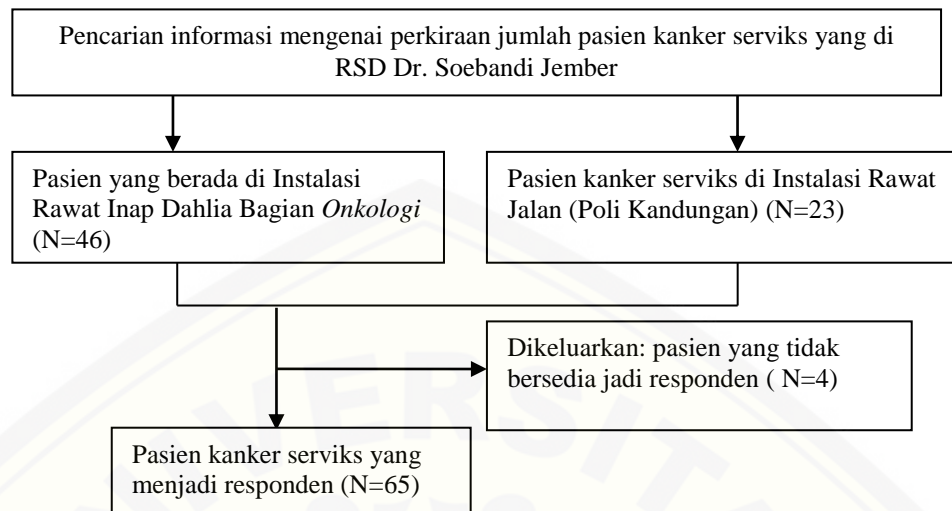 Pencarian informasi mengenai perkiraan jumlah pasien kanker serviks yang di
RSD Dr. Soebandi Jember
Pasien yang berada di Instalasi
Rawat Inap Dahlia Bagian Onkologi
(N=46)
Pasien kanker serviks di Instalasi Rawat
Jalan (Poli Kandungan) (N=23)
Dikeluarkan: pasien yang tidak
bersedia jadi responden ( N=4)
Pasien kanker serviks yang
menjadi responden (N=65)